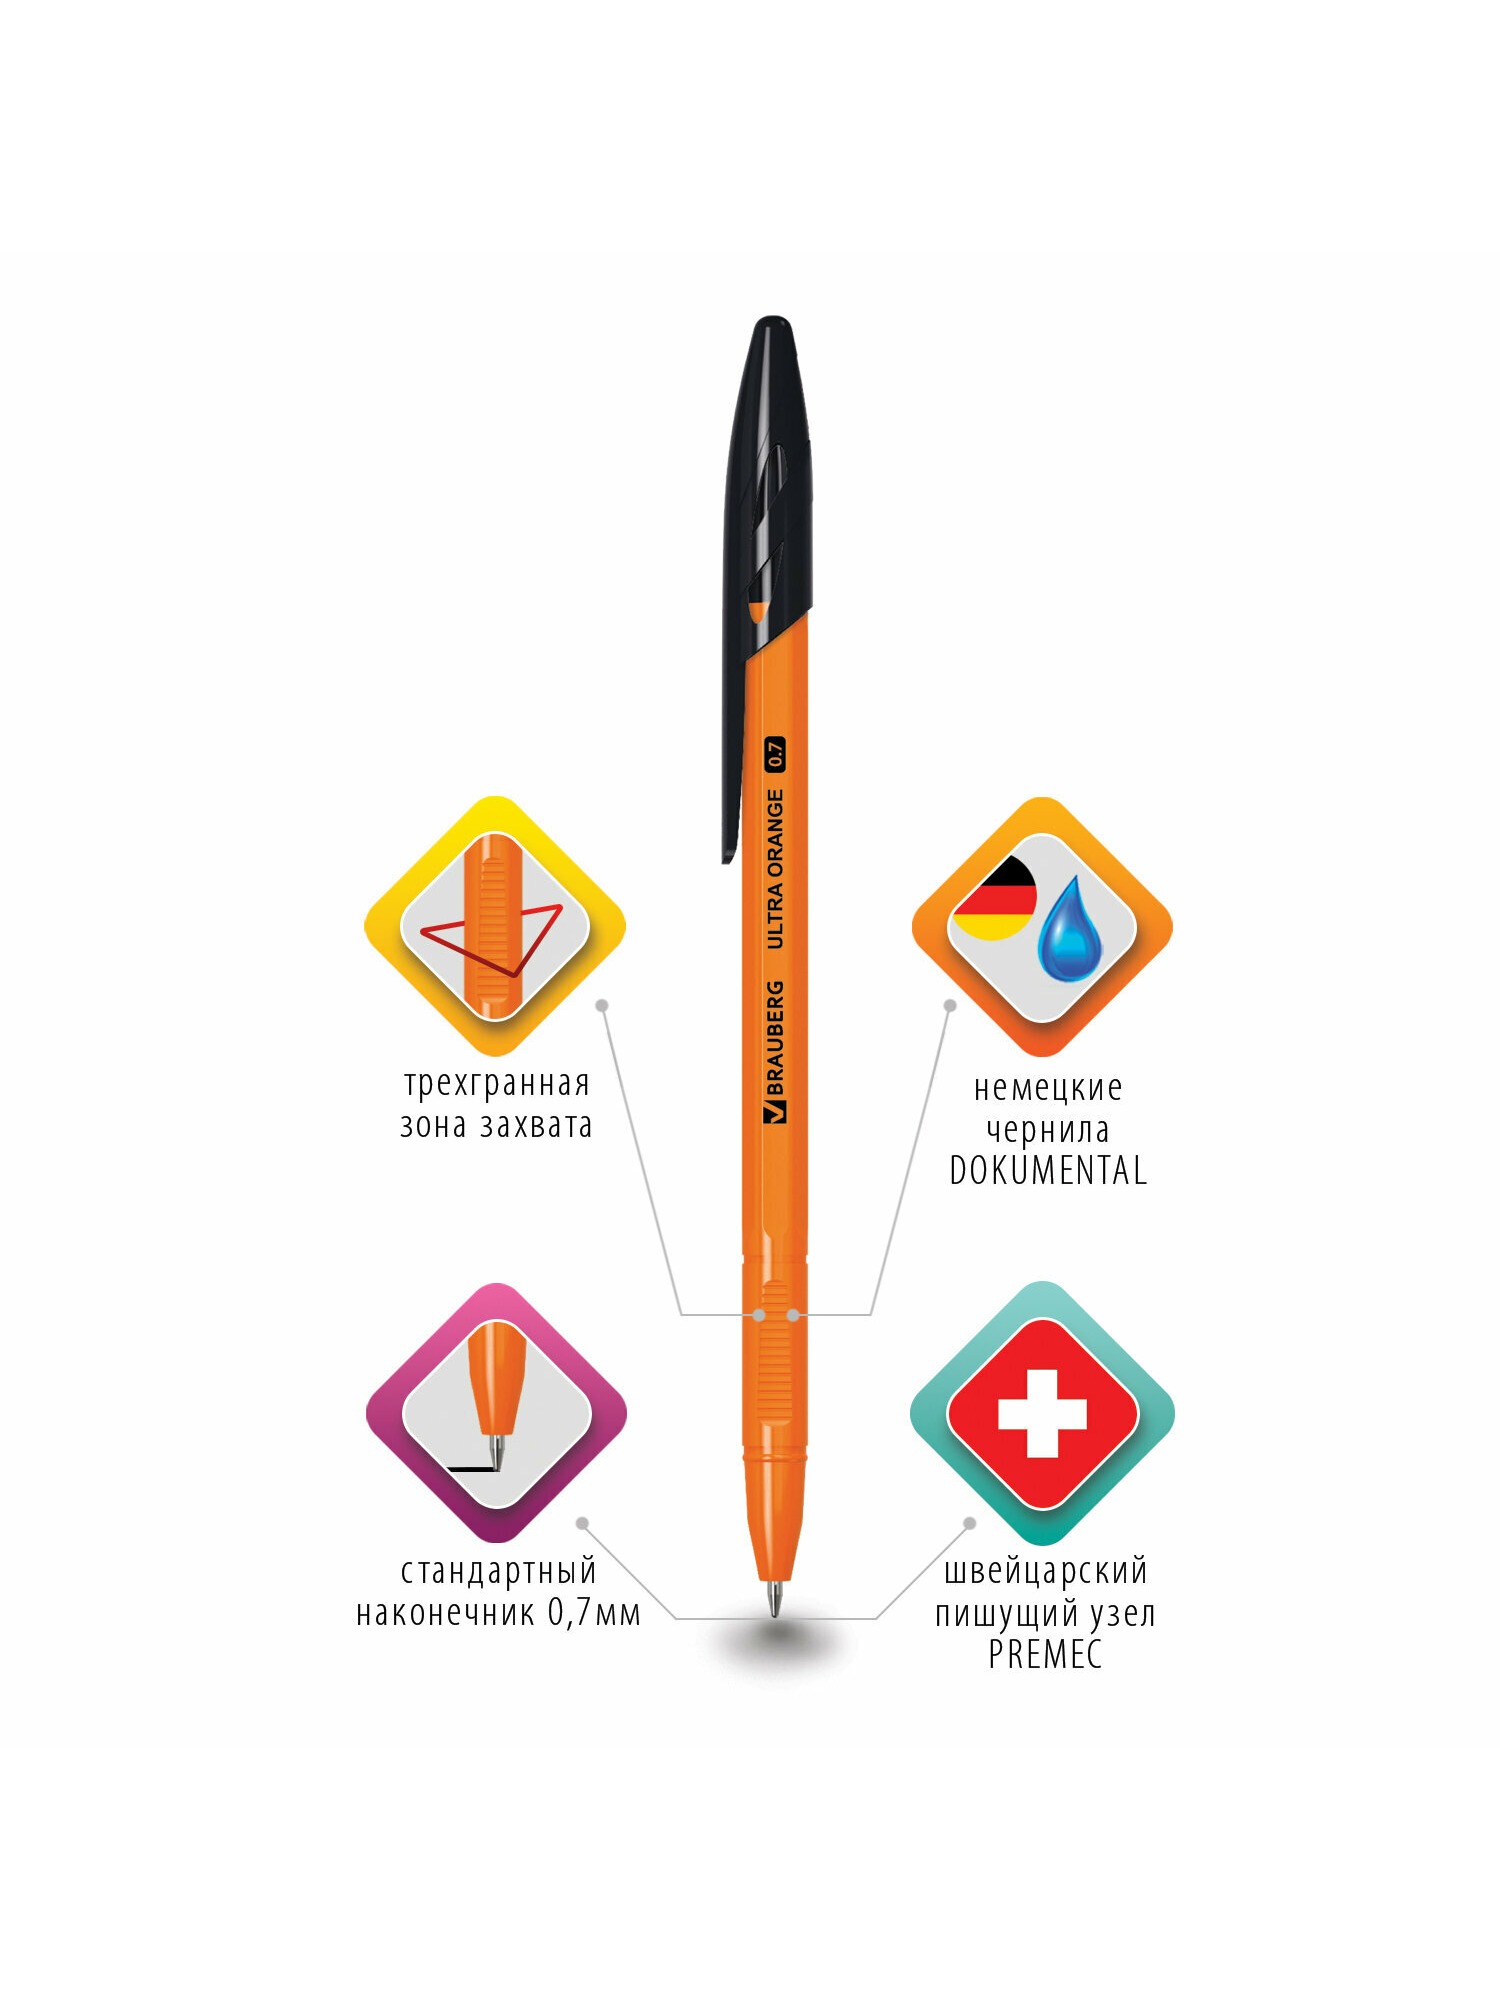 0.7
ULTRA ORANGE
BRAUBERG
трехгранная
зона захвата
немецкие
чернила
DOKUMENTAL
стандартный
наконечник 0,7мм
швейцарский
пишущий узел
PREMEC